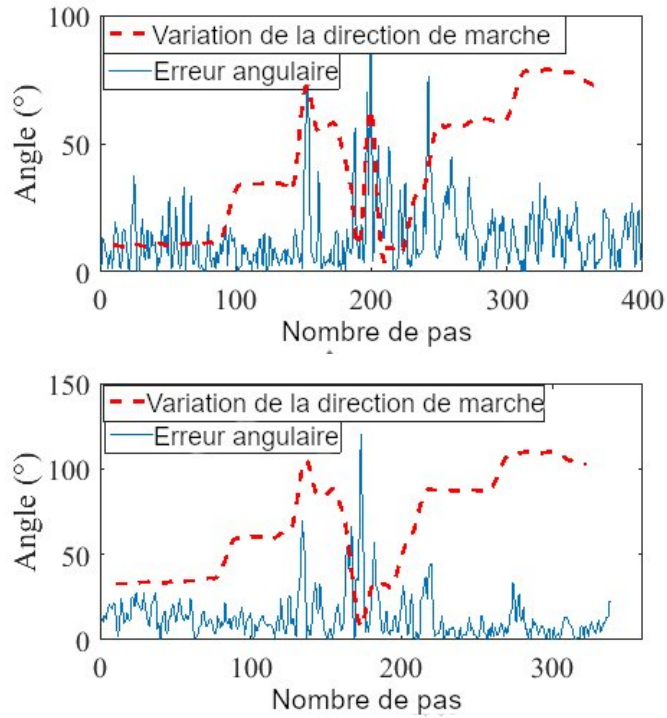 100
Variation de la direction de marche
Erreur angulaire
50
Angle (°)
0
0 100 200 300 400
Nombre de pas
150
Variation de la direction de marche
Erreur angulaire
100
Angle (°)
50
0
0 100 200 300
Nombre de pas